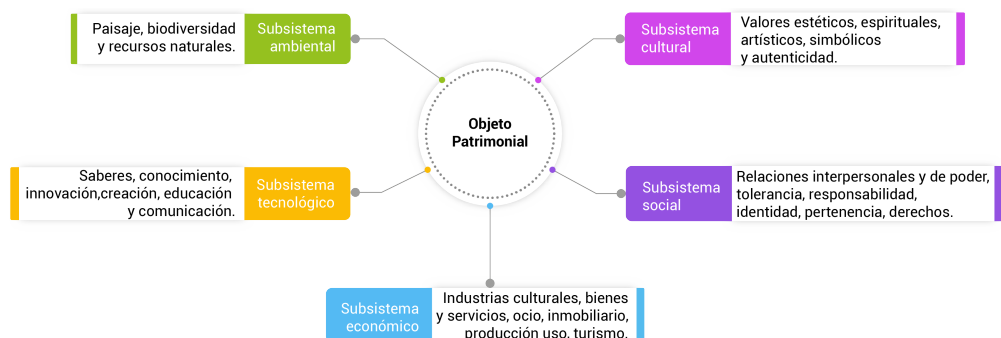 Paisaje, biodiversidad
y recursos naturales.
Subsistema
ambiental
Subsistema
cultural
Valores estéticos, espirituales,
artísticos, simbólicos
y autenticidad.
Objeto
Patrimonial
Saberes, conocimiento,
innovación,creación, educación
y comunicación.
Subsistema
tecnológico
Subsistema
social
Relaciones interpersonales y de poder,
tolerancia, responsabilidad,
identidad, pertenencia, derechos.
Subsistema
económico
Industrias culturales, bienes
y servicios, ocio, inmobiliario,
producción uso, turismo.